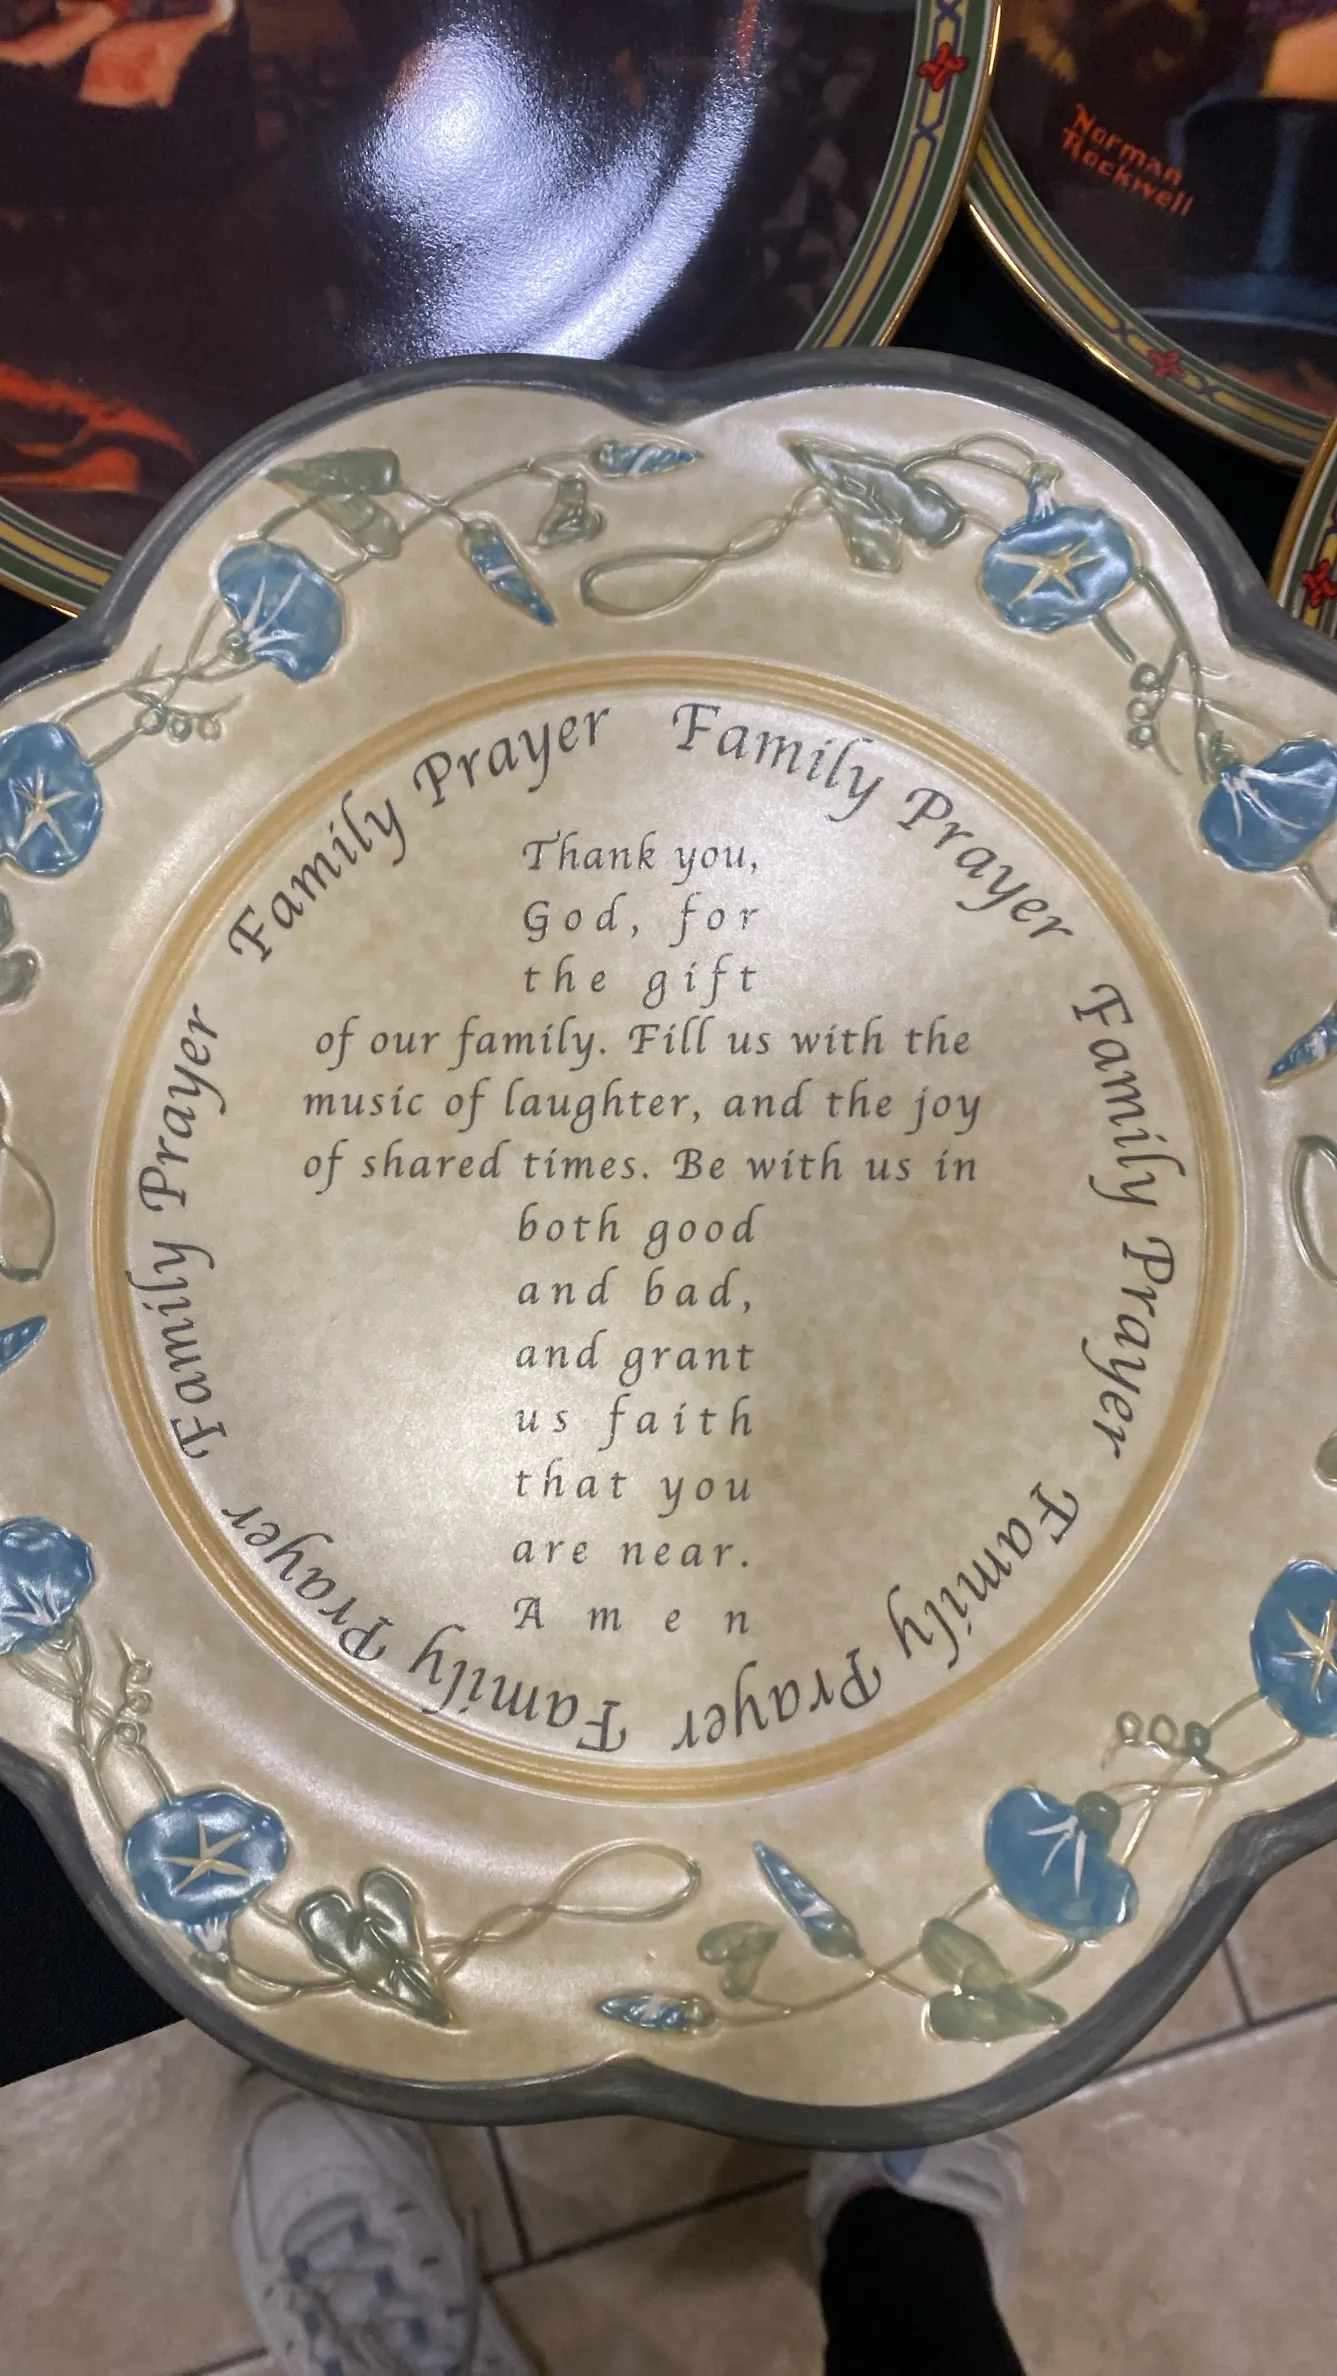 Norman
Rockwell
Family Prayer Family Prayer Family Prayer Family Prayer Family Prayer Family Prayer
Thank you,
God, for
the gift
of our family. Fill us with the
music of laughter, and the joy
of shared times. Be with us in
both good
and bad,
and grant
us faith
that you
are near.
Amen